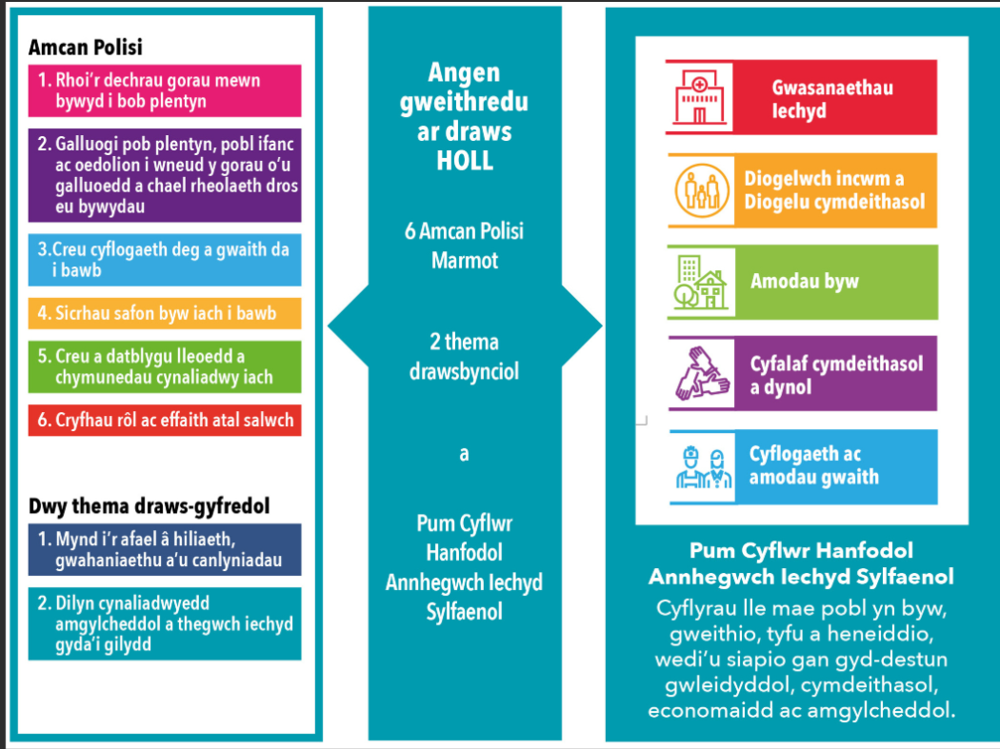 Amcan Polisi
1. Rhoi'r dechrau gorau mewn
bywyd i bob plentyn
2. Galluogi pob plentyn, pobl ifanc
ac oedolion i wneud y gorau o'u
galluoedd a chael rheolaeth dros
eu bywydau
3.Creu cyflogaeth deg a gwaith da
i bawb
4. Sicrhau safon byw iach i bawb
5. Creu a datblygu lleoedd a
chymunedau cynaliadwy iach
6. Cryfhau rôl ac effaith atal salwch
Dwy thema draws-gyfredol
1. Mynd i'r afael â hiliaeth,
gwahaniaethu a'u canlyniadau
2. Dilyn cynaliadwyedd
amgylcheddol a thegwch iechyd
gyda'i gilydd
Angen
gweithredu
ar draws
HOLL
6 Amcan Polisi
Marmot
2 thema
drawsbynciol
a
Pum Cyflwr
Hanfodol
Annhegwch Iechyd
Sylfaenol
Gwasanaethau
Iechyd
Diogelwch incwm a
Diogelu cymdeithasol
Amodau byw
Cyfalaf cymdeithasol
a dynol
Cyflogaeth ac
amodau gwaith
Pum Cyflwr Hanfodol
Annhegwch Iechyd Sylfaenol
Cyflyrau lle mae pobl yn byw,
gweithio, tyfu a heneiddio,
wedi'u siapio gan gyd-destun
gwleidyddol, cymdeithasol,
economaidd ac amgylcheddol.